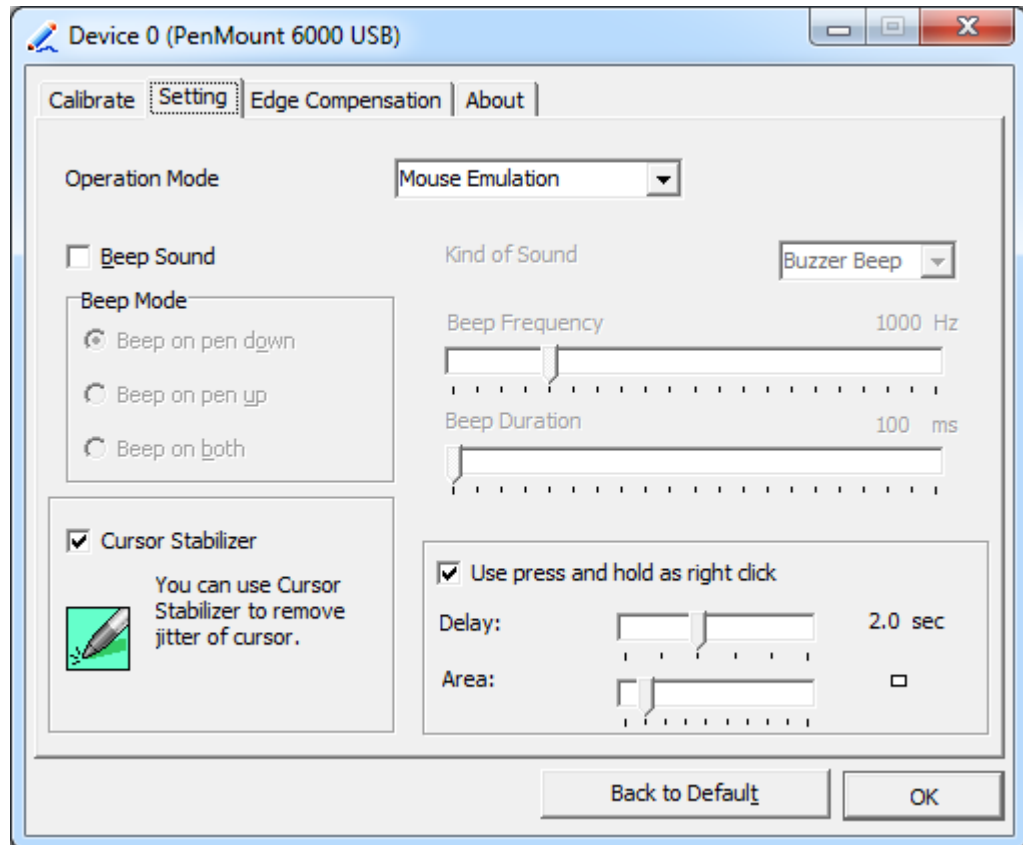 Device 0 (PenMount 6000 USB)
Calibrate Setting Edge Compensation About
Operation Mode Mouse Emulation
Beep Sound Kind of Sound Buzzer Beep
Beep Mode
Beep on pen down
Beep on pen up
Beep on both
Beep Frequency 1000 Hz
Beep Duration 100 ms
Cursor Stabilizer
You can use Cursor
Stabilizer to remove
jitter of cursor.
Use press and hold as right click
Delay: 2.0 sec
Area:
Back to Default OK